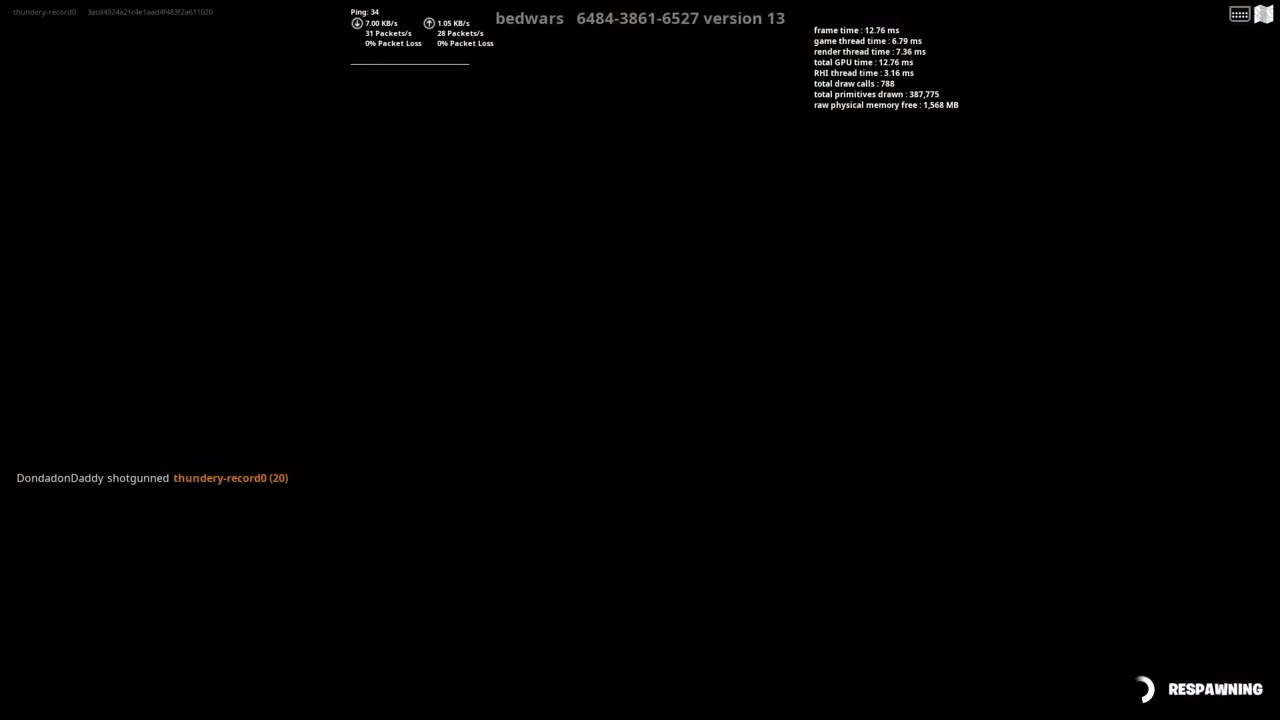 thundery-record0 3acd4524a21c4e1aad4f483f2a611020
Ping: 34
7.00 KB/s 1.05 KB/s
31 Packets/s 28 Packets/s
0% Packet Loss 0% Packet Loss
bedwars 6484-3861-6527 version 13
frame time : 12.76 ms
game thread time : 6.79 ms
render thread time : 7.36 ms
total GPU time : 12.76 ms
RHI thread time : 3.16 ms
total draw calls : 788
total primitives drawn : 387,775
raw physical memory free : 1,568 MB
DondadonDaddy shotgunned thundery-record0 (20)
RESPAWNING